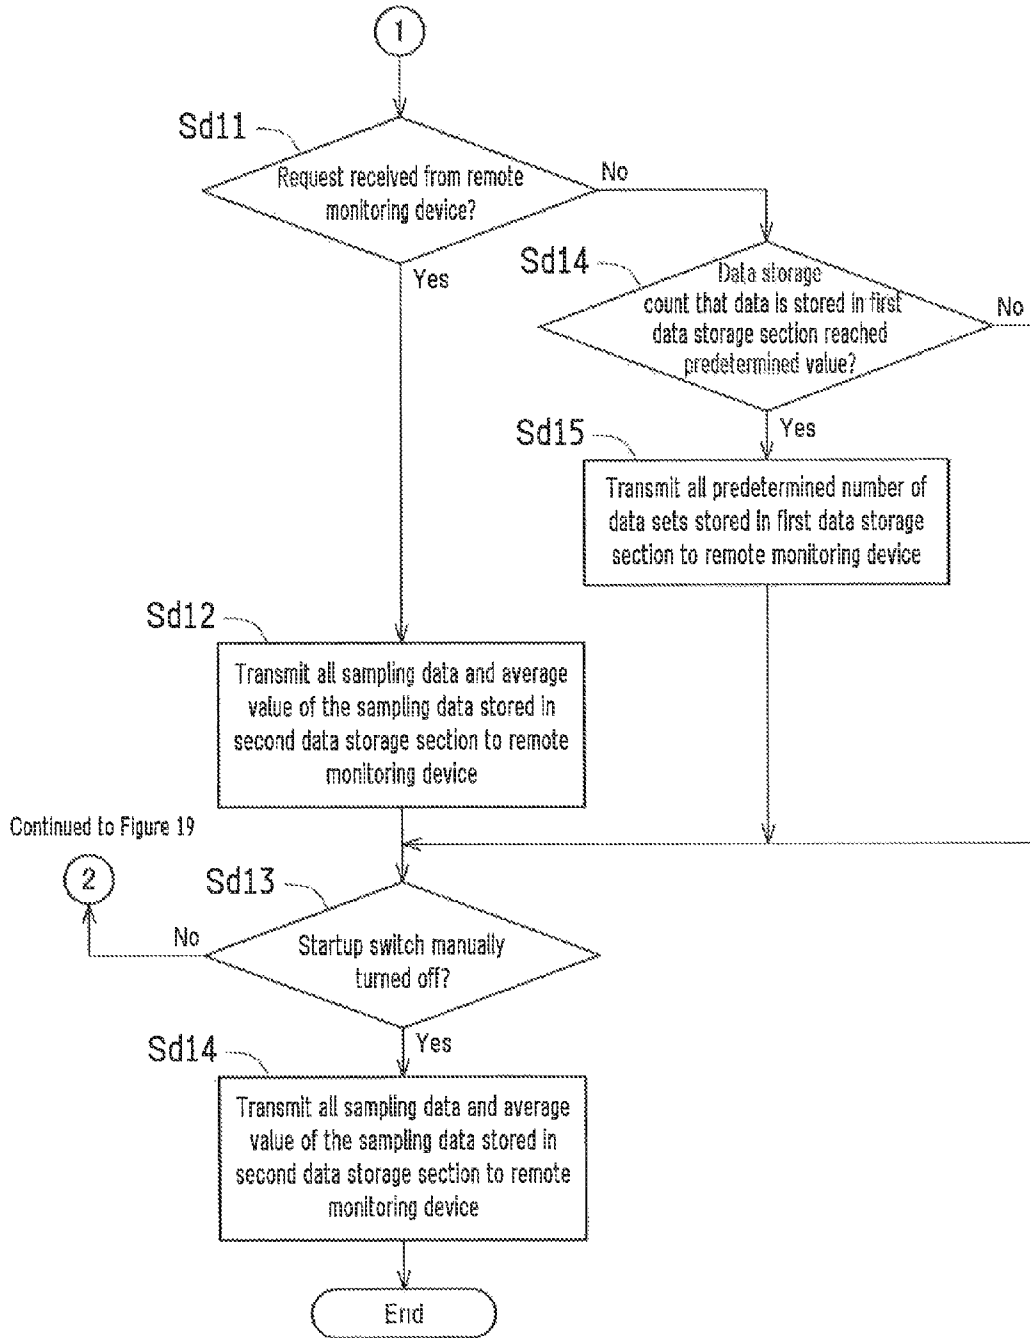 1
Sd11
Request received from remote
monitoring device?
No
Yes
Sd14
Data storage
count that data is stored in first
data storage section reached
predetermined value?
No
Yes
Sd15
Transmit all predetermined number of
data sets stored in first data storage
section to remote monitoring device
Sd12
Transmit all sampling data and average
value of the sampling data stored in
second data storage section to remote
monitoring device
Continued to Figure 19
2
Sd13
No
Startup switch manually
turned off?
Yes
Sd14
Transmit all sampling data and average
value of the sampling data stored in
second data storage section to remote
monitoring device
End